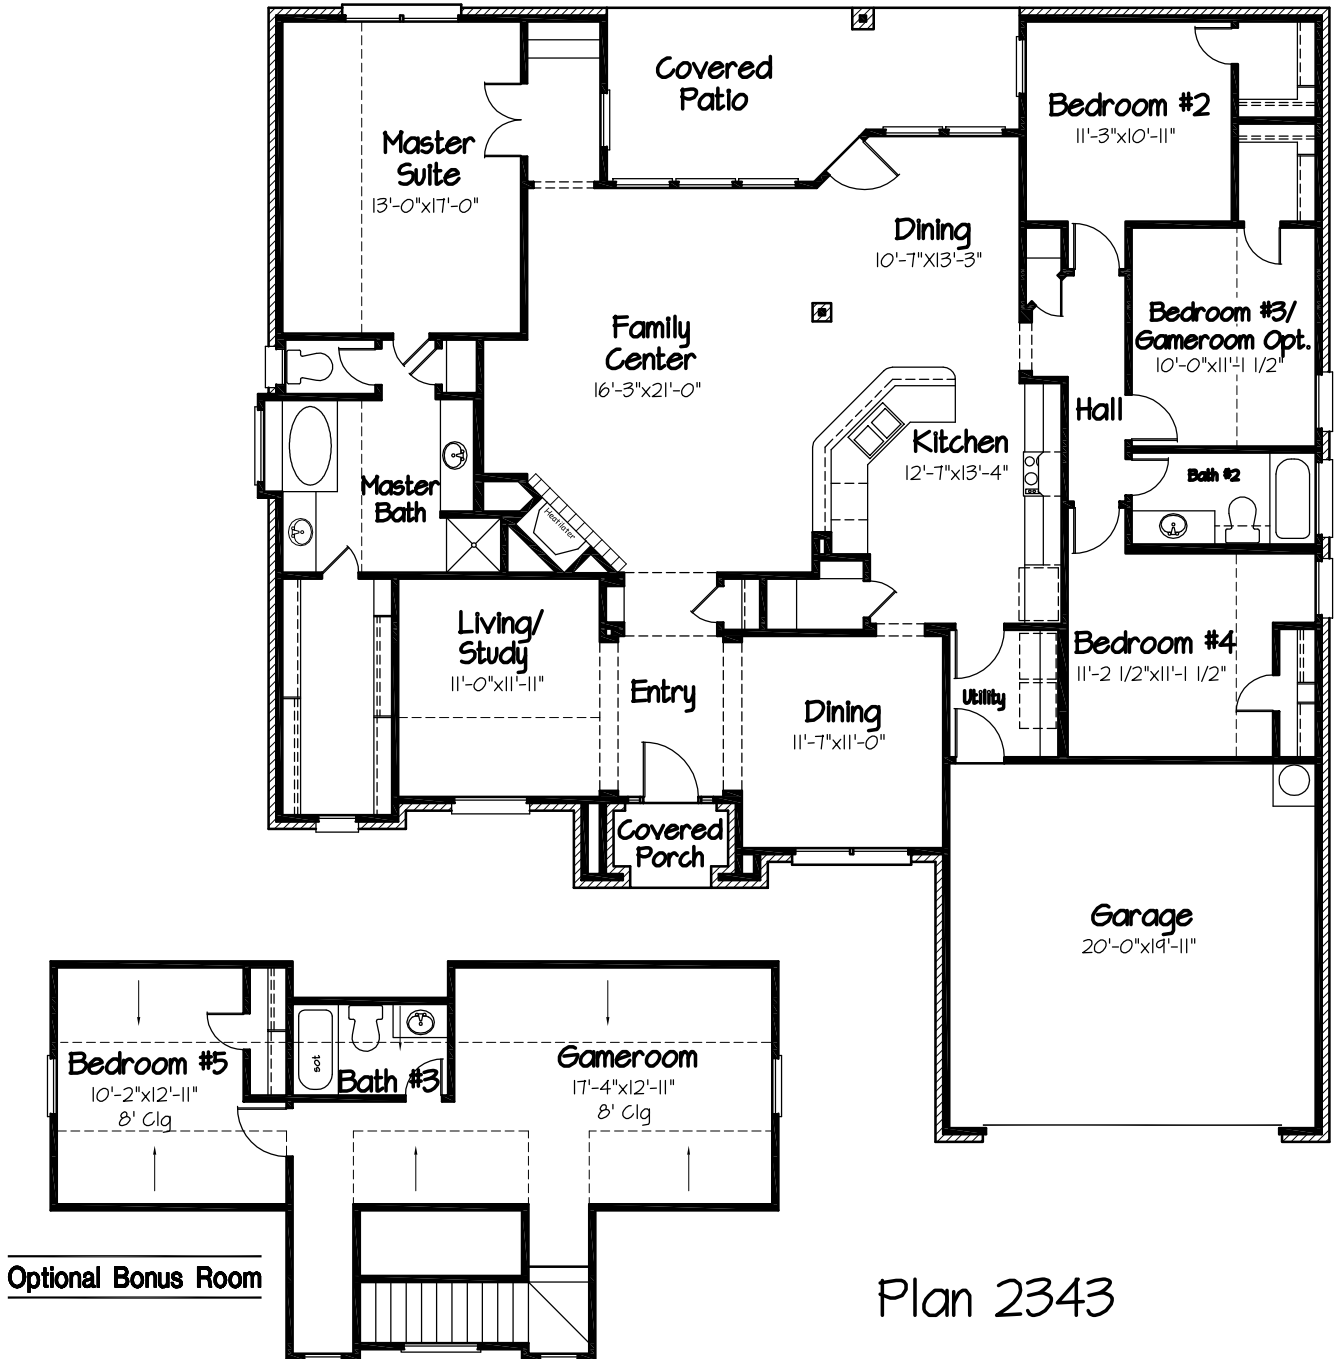 Covered
Patio
Bedroom #2
11'-3"x10'-11"
Master
Suite
13'-0"x17'-0"
Dining
10'-7"X13'-3"
Family
Center
16'-3"x21'-0"
Bedroom #3/
Gameroom Opt.
10'-0"x11'-1 1/2"
Hall
Kitchen
12'-7"x13'-4"
Bath #2
Master
Bath
Heatilator
Living/
Study
11'-0"x11'-11"
Entry
Dining
11'-7"x11'-0"
Utility
Bedroom #4
11'-2 1/2"x11'-1 1/2"
Covered
Porch
Garage
20'-0"x19'-11"
Bedroom #5
10'-2"x12'-11"
8' Clg
sot
Bath #3
Gameroom
17'-4"x12'-11"
8' Clg
Optional Bonus Room
Plan 2343